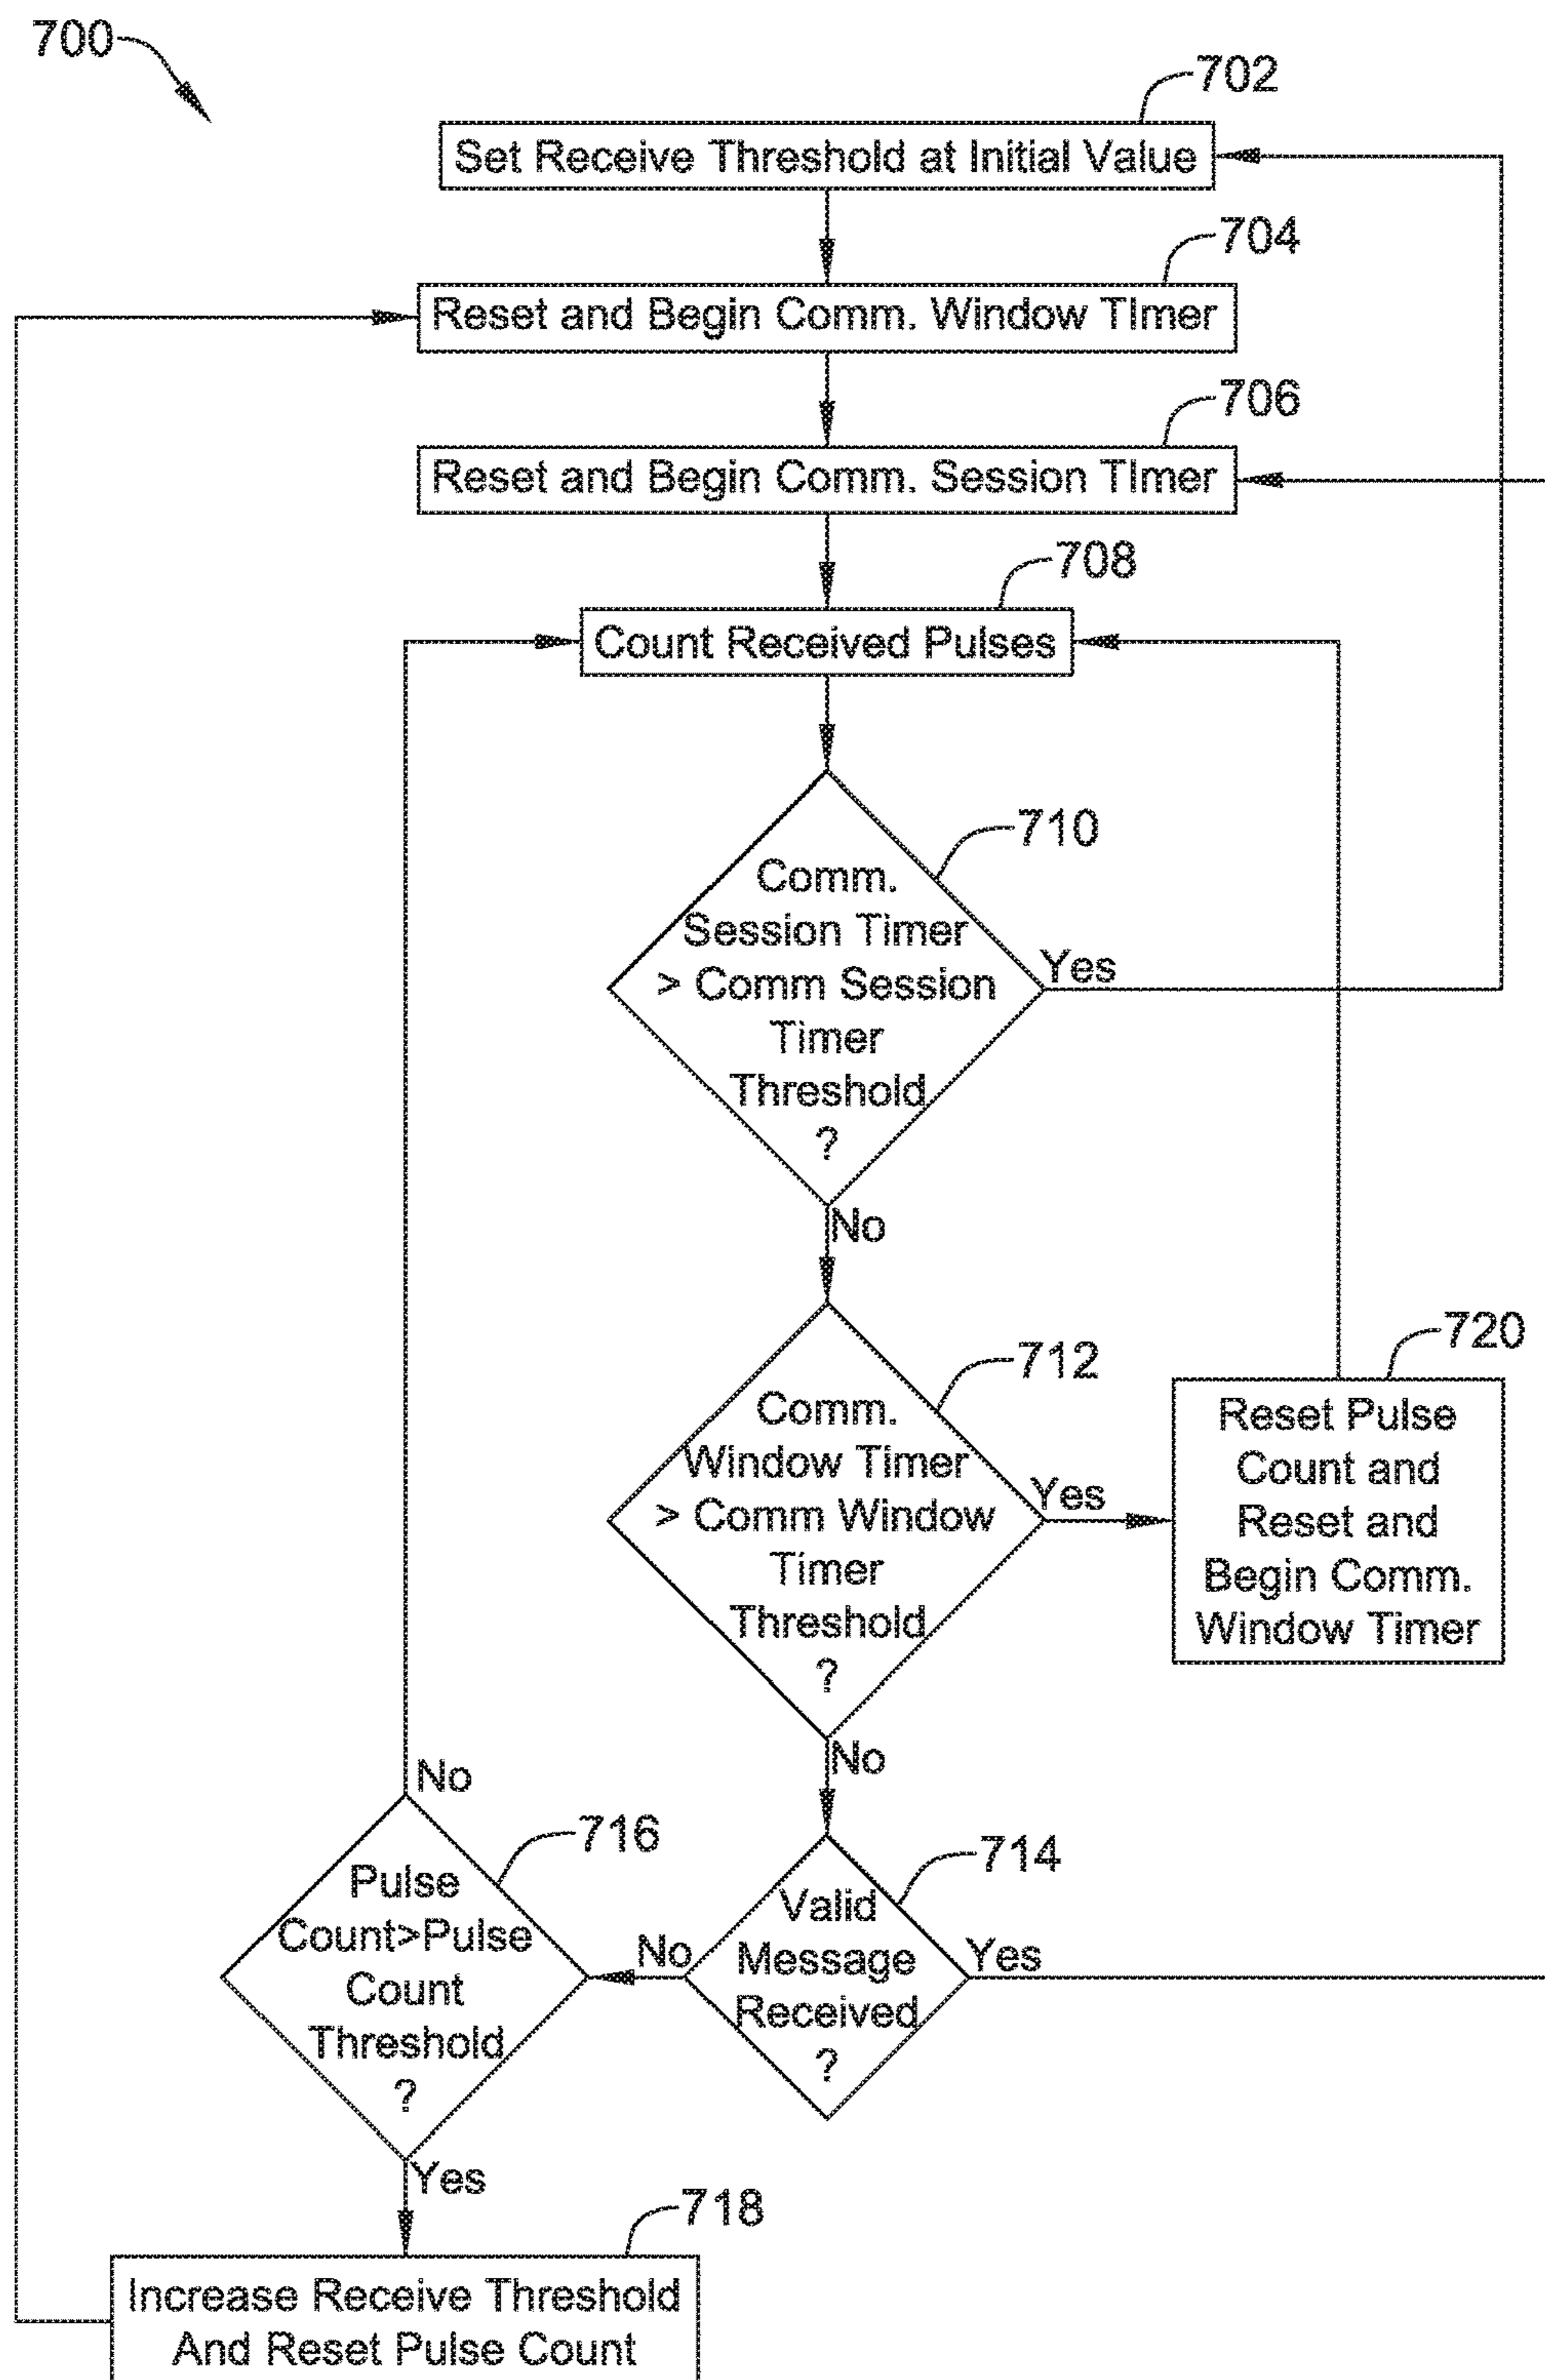 700
702
Set Receive Threshold at Initial Value
704
Reset and Begin Comm. Window TImer
706
Reset and Begin Comm. Session TImer
708
Count Received Pulses
710
Comm.
Session Timer
> Comm Session
Timer
Threshold
?
Yes
No
712
Comm.
Window Timer
> Comm Window
Timer
Threshold
?
Yes
720
Reset Pulse
Count and
Reset and
Begin Comm.
Window Timer
No
714
Valid
Message
Received
?
Yes
No
716
Pulse
Count>Pulse
Count
Threshold
?
No
Yes
718
Increase Receive Threshold
And Reset Pulse Count